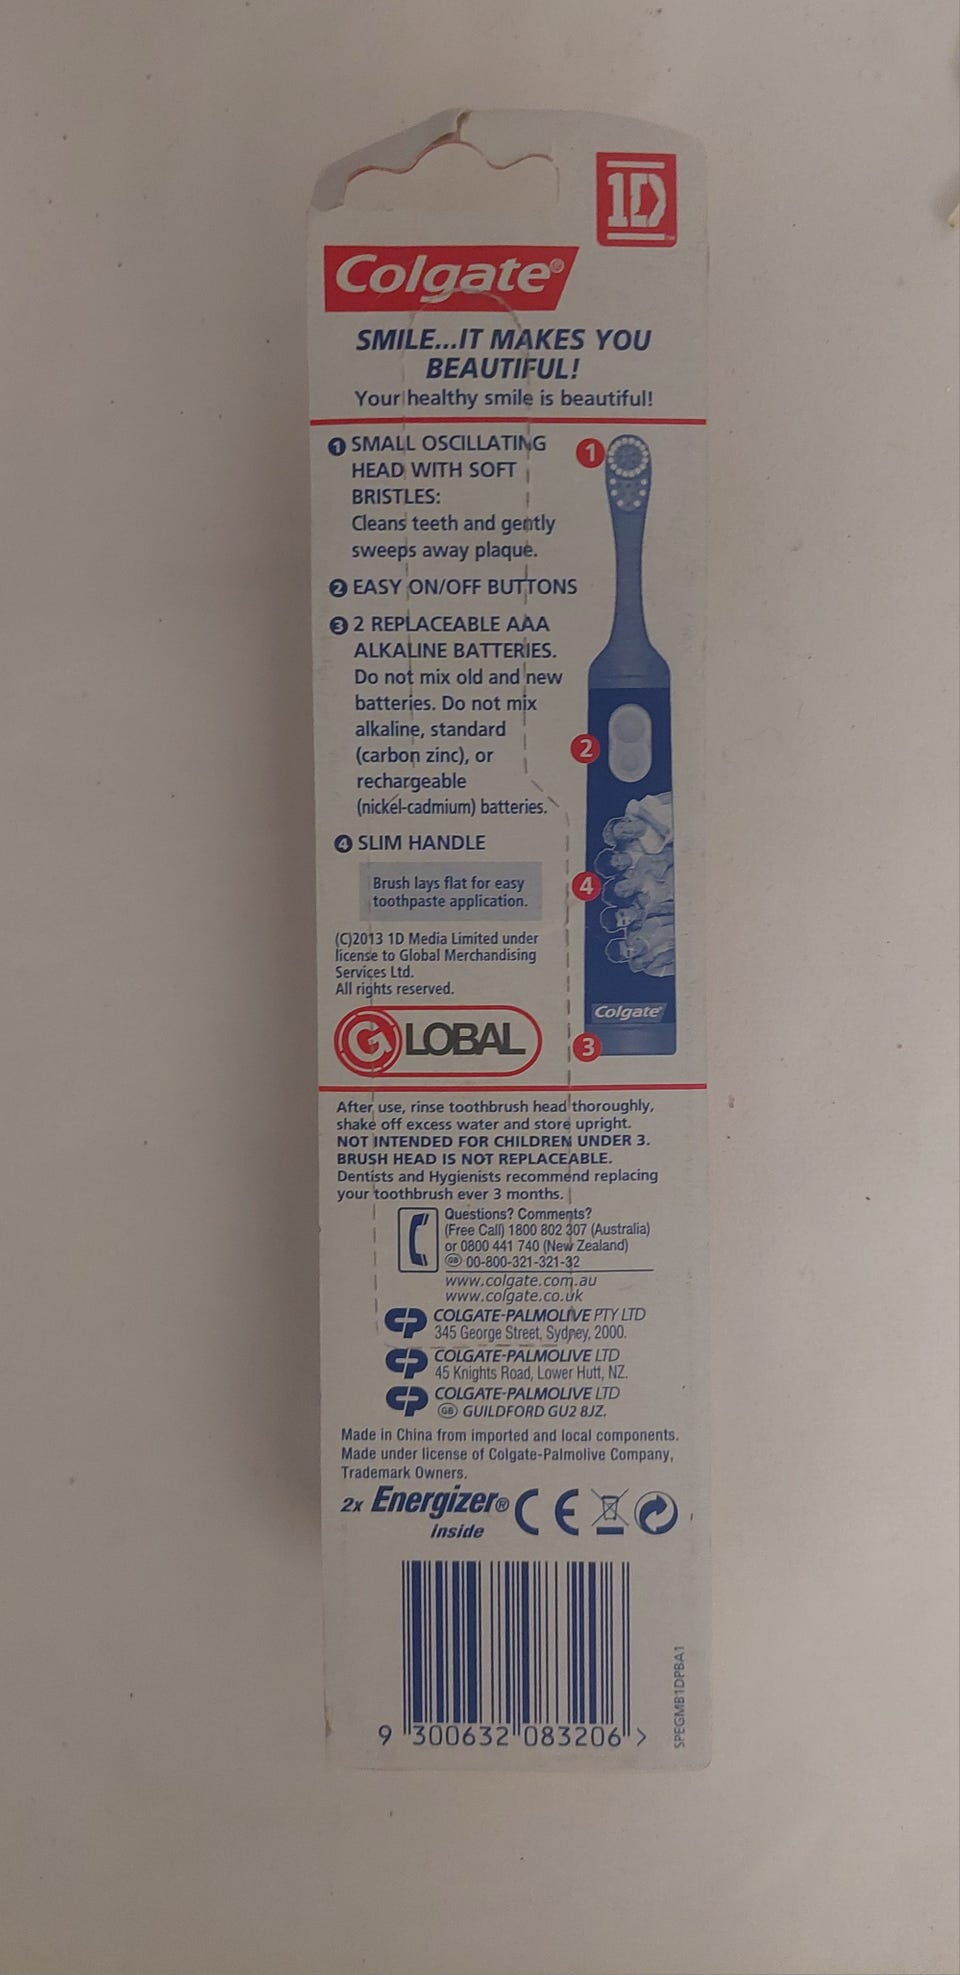 1D
Colgate®
SMILE...IT MAKES YOU
BEAUTIFUL!
Your healthy smile is beautiful!
1 SMALL OSCILLATING
HEAD WITH SOFT
BRISTLES:
Cleans teeth and gently
sweeps away plaque.
2 EASY ON/OFF BUTTONS
3 2 REPLACEABLE AAA
ALKALINE BATTERIES.
Do not mix old and new
batteries. Do not mix
alkaline, standard
(carbon zinc), or
rechargeable
(nickel-cadmium) batteries.
4 SLIM HANDLE
Brush lays flat for easy
toothpaste application.
1
2
4
Colgate®
3
(C)2013 1D Media Limited under
license to Global Merchandising
Services Ltd.
All rights reserved.
GLOBAL
After use, rinse toothbrush head thoroughly,
shake off excess water and store upright.
NOT INTENDED FOR CHILDREN UNDER 3.
BRUSH HEAD IS NOT REPLACEABLE.
Dentists and Hygienists recommend replacing
your toothbrush ever 3 months.
Questions? Comments?
(Free Call) 1800 802 307 (Australia)
or 0800 441 740 (New Zealand)
GB 00-800-321-321-32
www.colgate.com.au
www.colgate.co.uk
CP COLGATE-PALMOLIVE PTY LTD
345 George Street, Sydney, 2000.
CP COLGATE-PALMOLIVE LTD
45 Knights Road, Lower Hutt, NZ.
CP COLGATE-PALMOLIVE LTD
GB GUILDFORD GU2 8JZ.
Made in China from imported and local components.
Made under license of Colgate-Palmolive Company,
Trademark Owners.
2x Energizer® CE
inside
9 300632 083206 >
SPEGMB1DPBA1